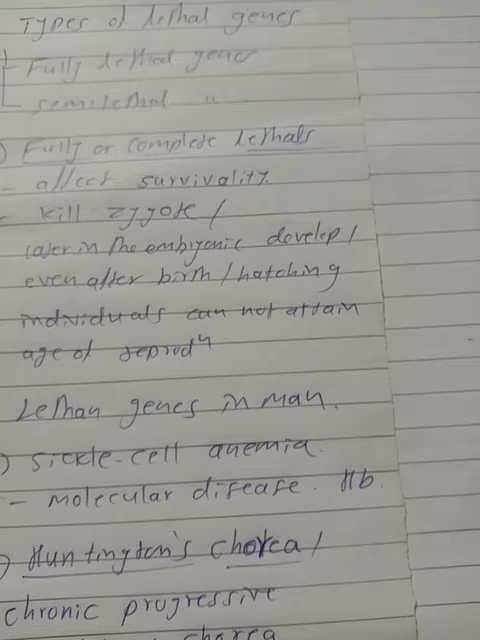 Types of lethal genes
- Fully lethal genes
semilethal "
) Fully or complete lethals
- affect survivality.
- kill zygote /
later in the embryonic develop /
even after birth / hatching
individuals can not attain
age of reprodn
Lethan genes in man.
) Sickle-cell anemia.
- molecular disease. Hb.
) Huntington's chorea /
chronic progressive
chorea